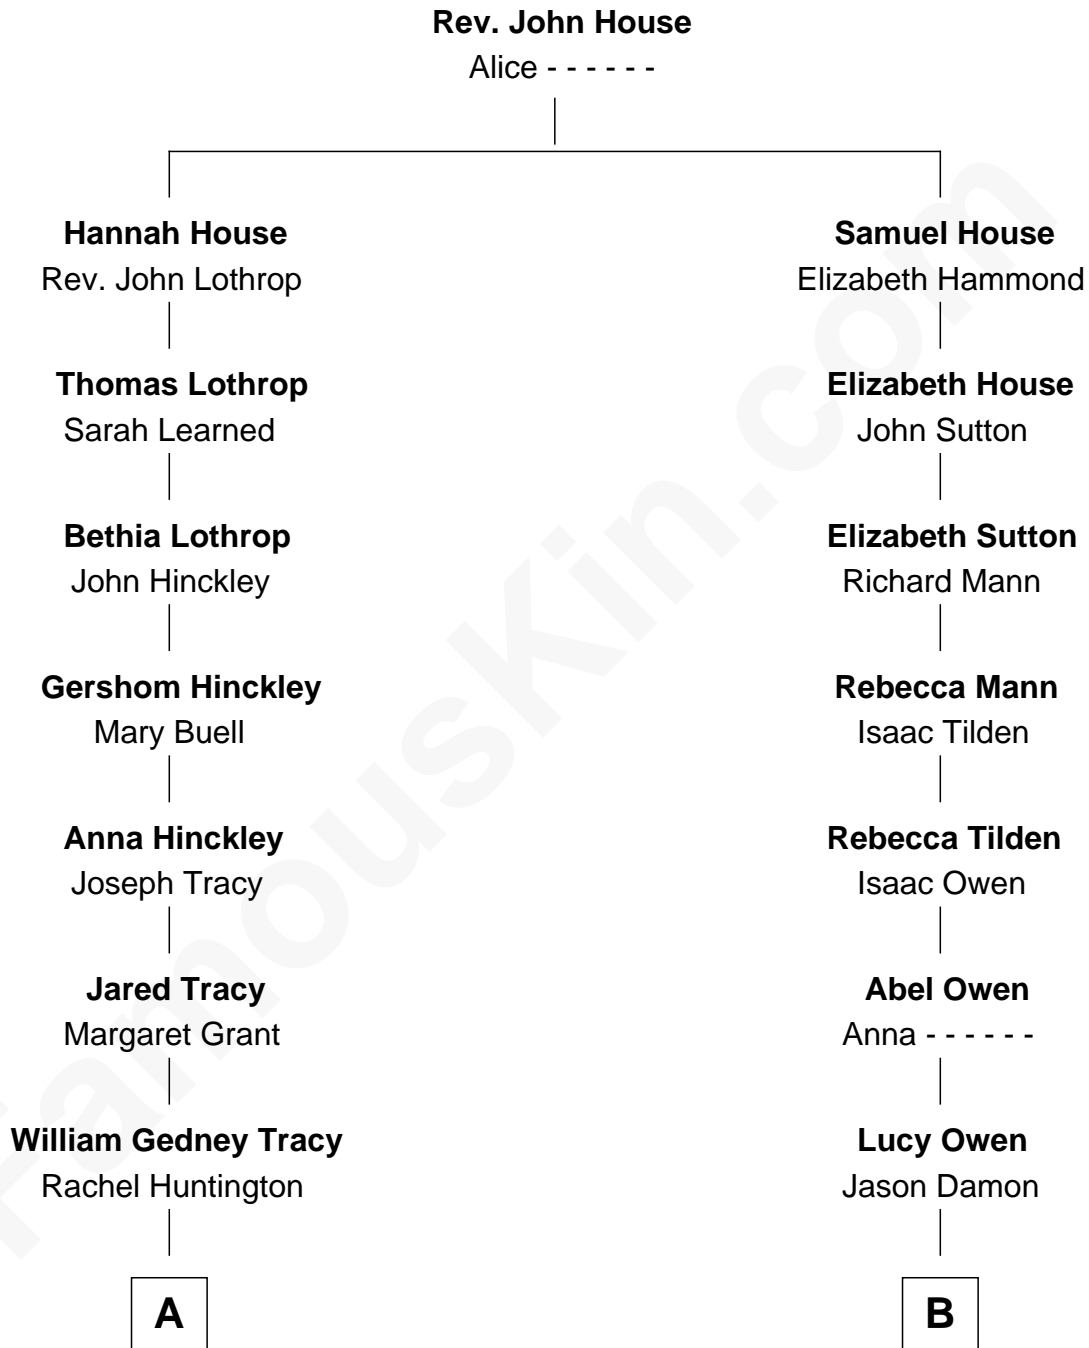 Rev. John House
Alice - - - - - -
Hannah House
Rev. John Lothrop
Samuel House
Elizabeth Hammond
Thomas Lothrop
Sarah Learned
Elizabeth House
John Sutton
Bethia Lothrop
John Hinckley
Elizabeth Sutton
Richard Mann
Gershom Hinckley
Mary Buell
Rebecca Mann
Isaac Tilden
Anna Hinckley
Joseph Tracy
Rebecca Tilden
Isaac Owen
Jared Tracy
Margaret Grant
Abel Owen
Anna - - - - - -
William Gedney Tracy
Rachel Huntington
Lucy Owen
Jason Damon
A
B
FamousKin.com